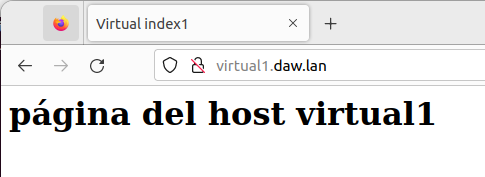 Virtual index1
virtual1.daw.lan
página del host virtual1